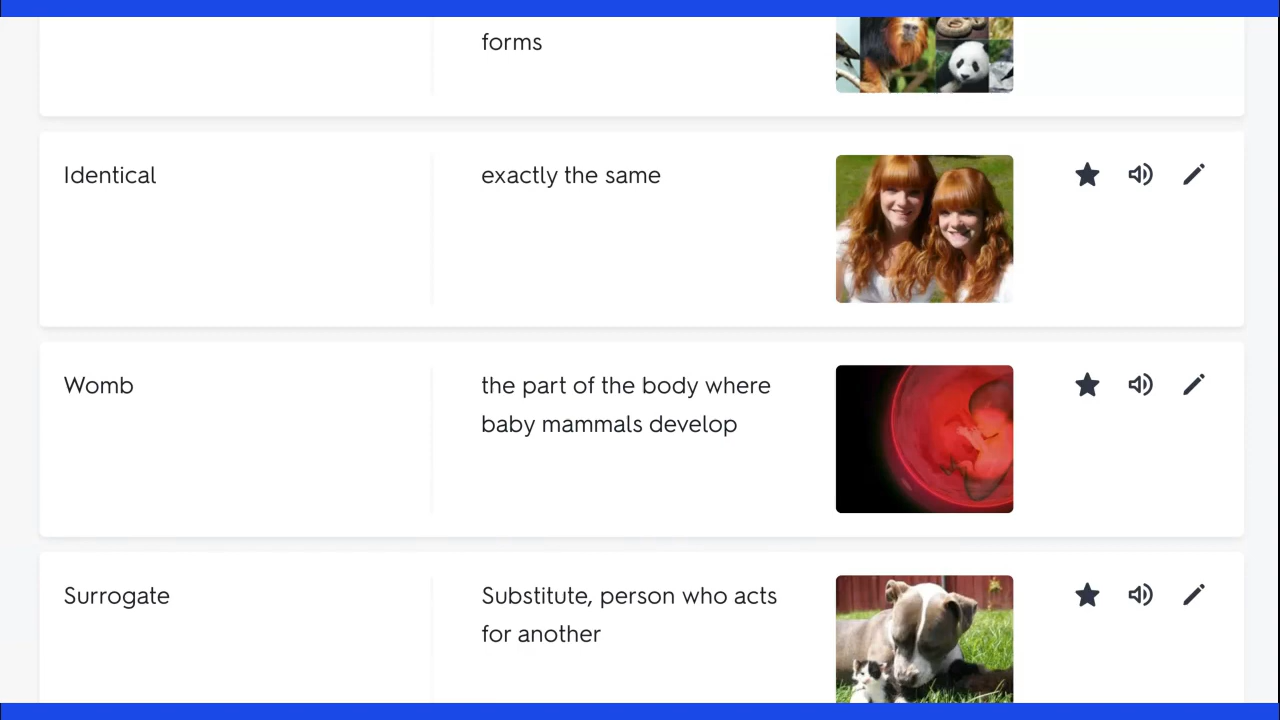 forms
Identical
exactly the same
Womb
the part of the body where
baby mammals develop
Surrogate
Substitute, person who acts
for another